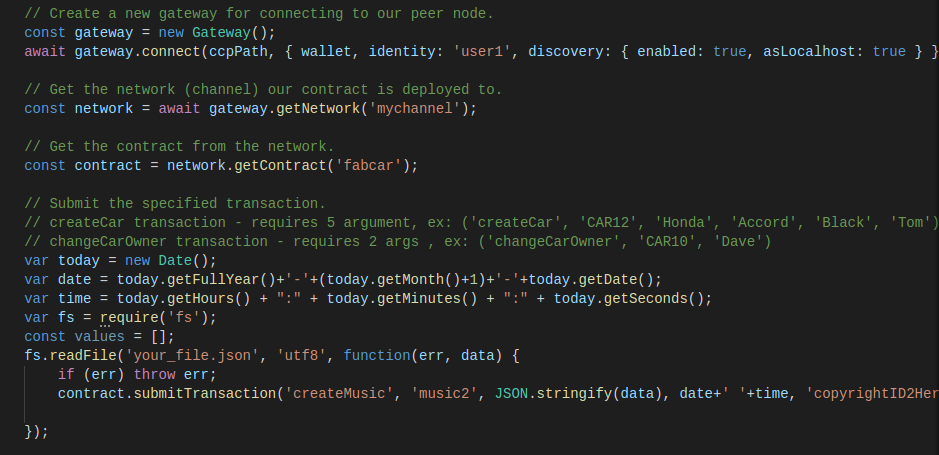 // Create a new gateway for connecting to our peer node.
const gateway = new Gateway();
await gateway.connect(ccpPath, { wallet, identity: 'user1', discovery: { enabled: true, asLocalhost: true } }
// Get the network (channel) our contract is deployed to.
const network = await gateway.getNetwork('mychannel');
// Get the contract from the network.
const contract = network.getContract('fabcar');
// Submit the specified transaction.
// createCar transaction - requires 5 argument, ex: ('createCar', 'CAR12', 'Honda', 'Accord', 'Black', 'Tom')
// changeCarOwner transaction - requires 2 args , ex: ('changeCarOwner', 'CAR10', 'Dave')
var today = new Date();
var date = today.getFullYear()+'-'+(today.getMonth()+1)+'-'+today.getDate();
var time = today.getHours() + ":" + today.getMinutes() + ":" + today.getSeconds();
var fs = require('fs');
const values = [];
fs.readFile('your_file.json', 'utf8', function(err, data) {
    if (err) throw err;
    contract.submitTransaction('createMusic', 'music2', JSON.stringify(data), date+' '+time, 'copyrightID2Her
});